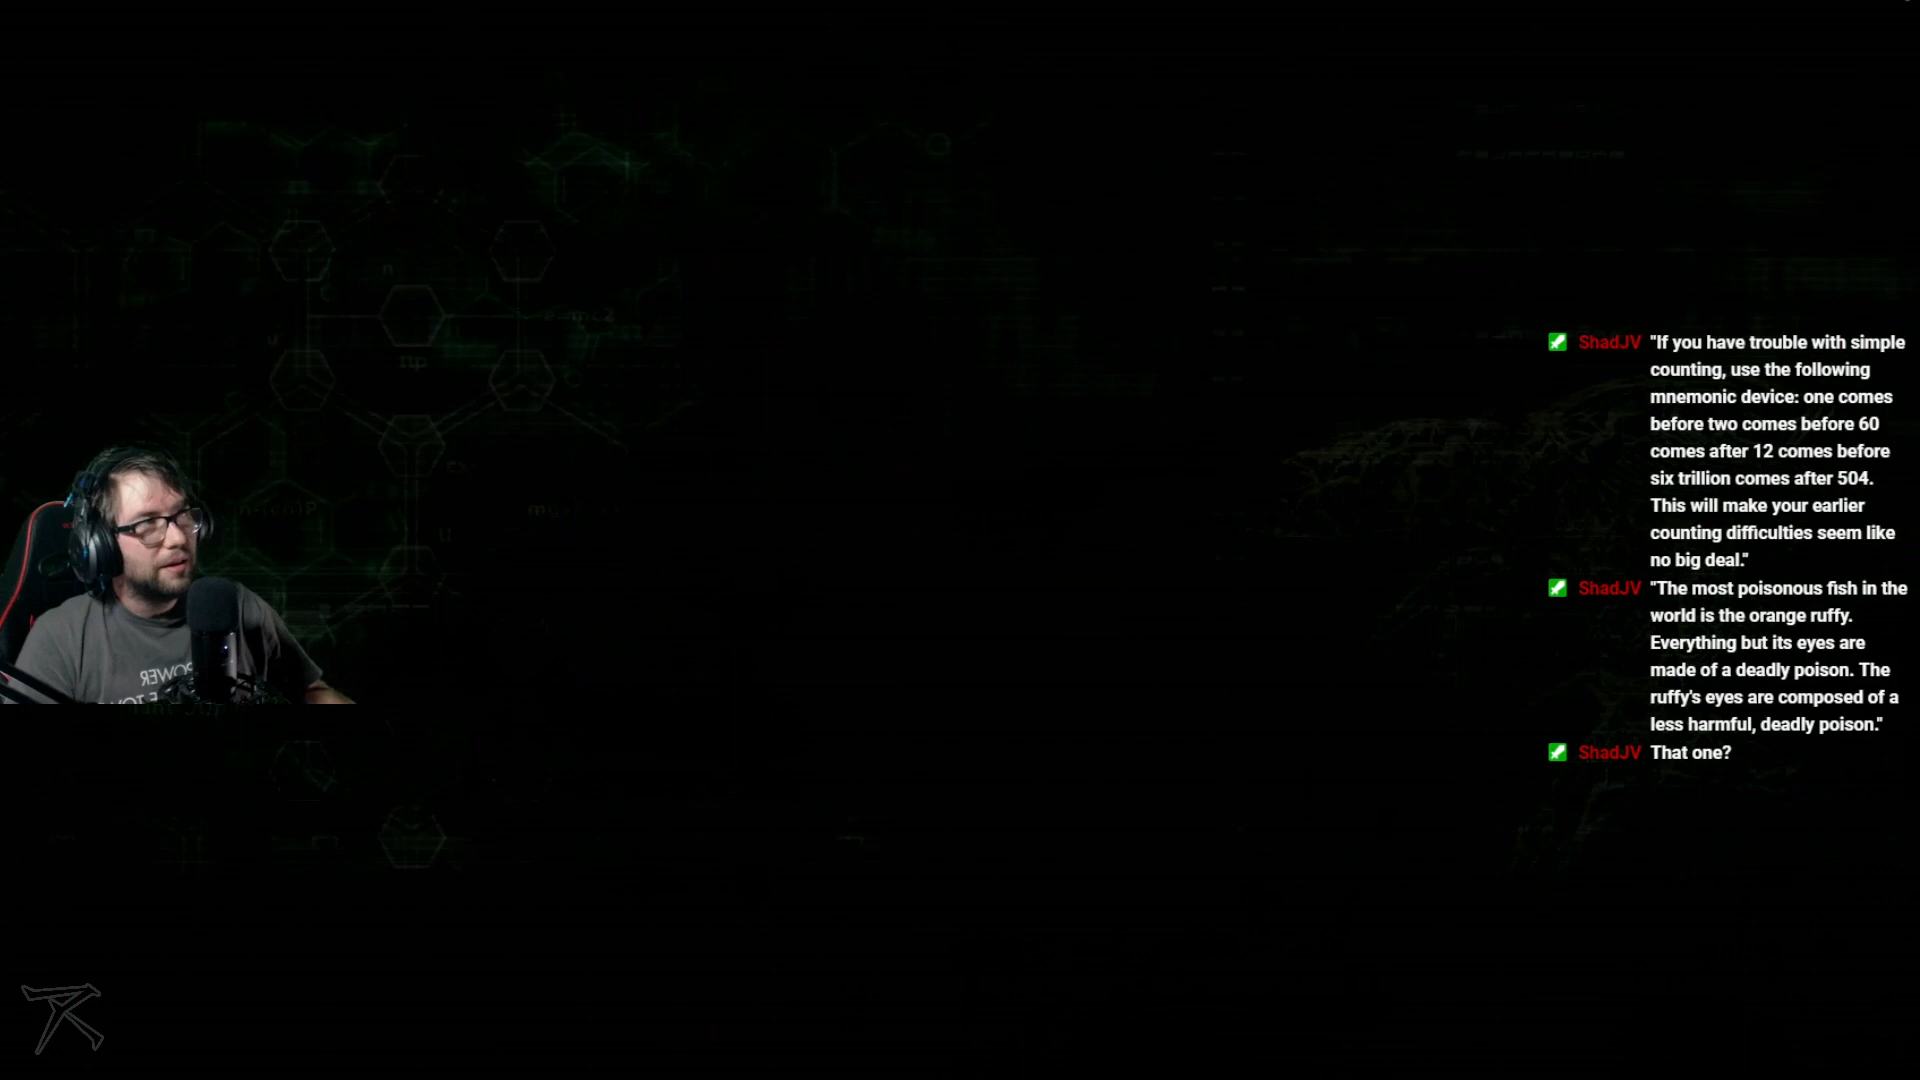 ShadJV "If you have trouble with simple
counting, use the following
mnemonic device: one comes
before two comes before 60
comes after 12 comes before
six trillion comes after 504.
This will make your earlier
counting difficulties seem like
no big deal."
ShadJV "The most poisonous fish in the
world is the orange ruffy.
Everything but its eyes are
made of a deadly poison. The
ruffy's eyes are composed of a
less harmful, deadly poison."
ShadJV That one?
POWER